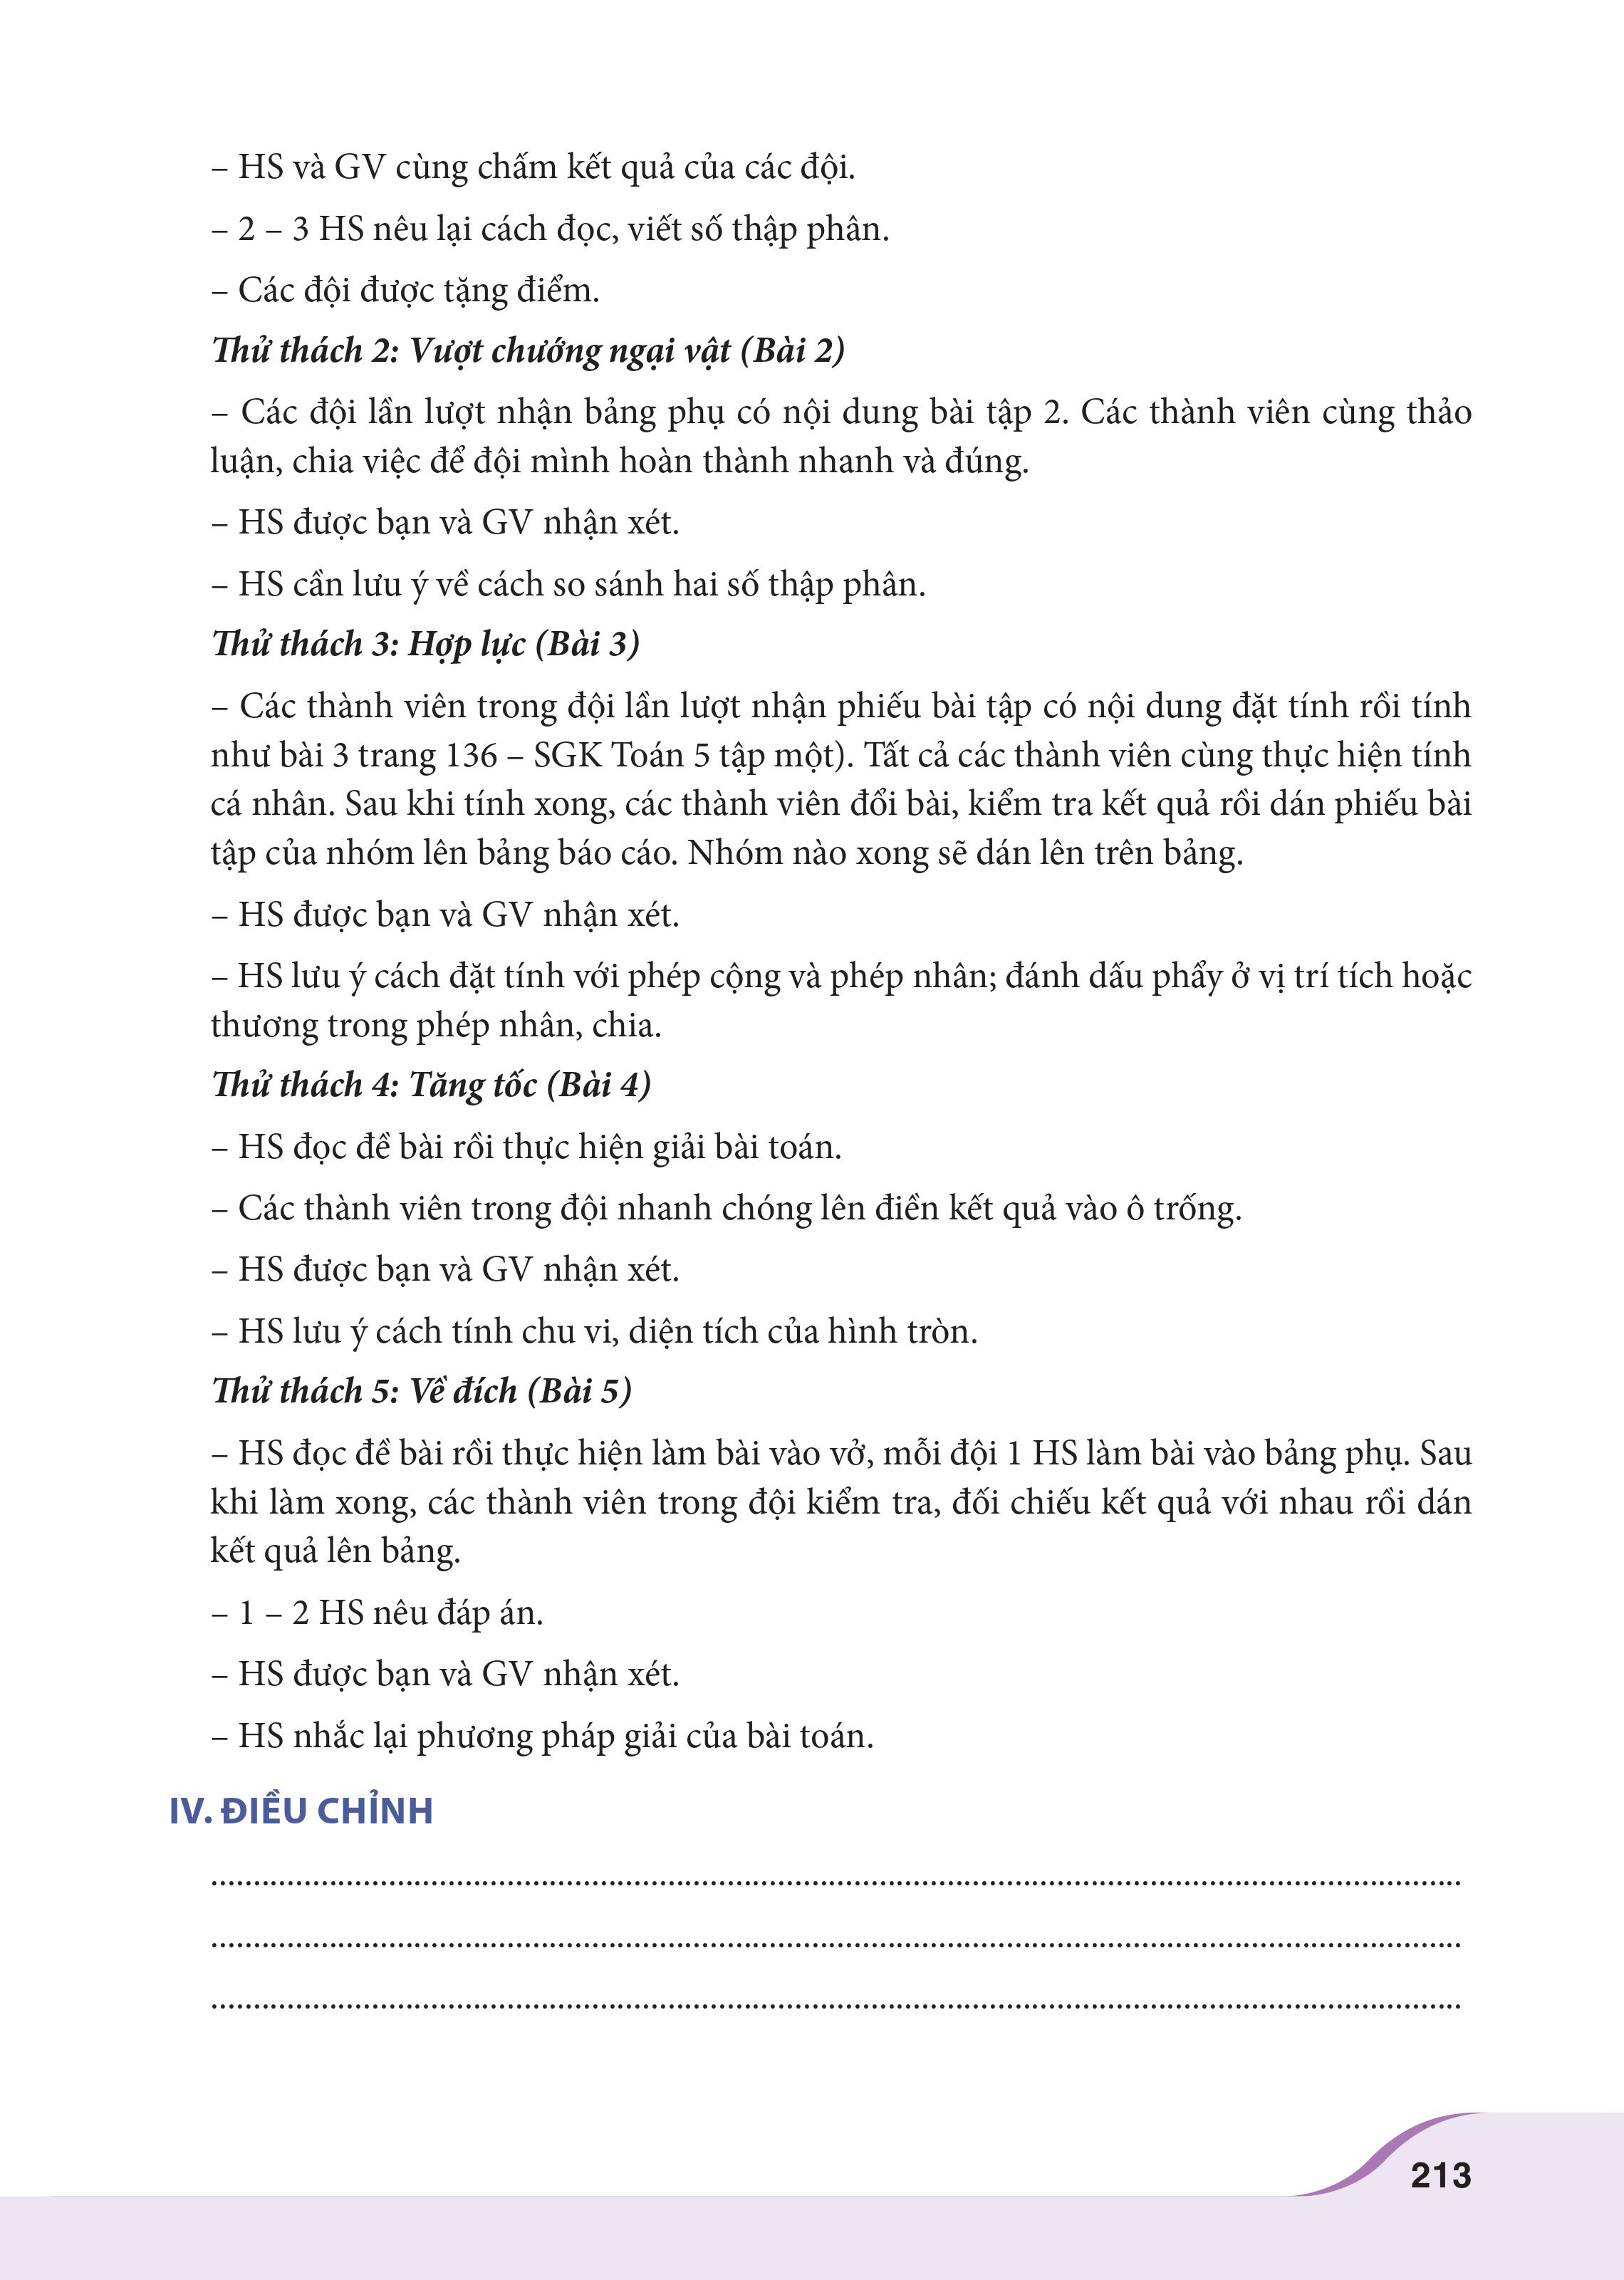 – HS và GV cùng chấm kết quả của các đội.
– 2 – 3 HS nêu lại cách đọc, viết số thập phân.
– Các đội được tặng điểm.
Thử thách 2: Vượt chướng ngại vật (Bài 2)
– Các đội lần lượt nhận bảng phụ có nội dung bài tập 2. Các thành viên cùng thảo
luận, chia việc để đội mình hoàn thành nhanh và đúng.
– HS được bạn và GV nhận xét.
– HS cần lưu ý về cách so sánh hai số thập phân.
Thử thách 3: Hợp lực (Bài 3)
– Các thành viên trong đội lần lượt nhận phiếu bài tập có nội dung đặt tính rồi tính
như bài 3 trang 136 – SGK Toán 5 tập một). Tất cả các thành viên cùng thực hiện tính
cá nhân. Sau khi tính xong, các thành viên đổi bài, kiểm tra kết quả rồi dán phiếu bài
tập của nhóm lên bảng báo cáo. Nhóm nào xong sẽ dán lên trên bảng.
– HS được bạn và GV nhận xét.
– HS lưu ý cách đặt tính với phép cộng và phép nhân; đánh dấu phẩy ở vị trí tích hoặc
thương trong phép nhân, chia.
Thử thách 4: Tăng tốc (Bài 4)
– HS đọc đề bài rồi thực hiện giải bài toán.
– Các thành viên trong đội nhanh chóng lên điền kết quả vào ô trống.
– HS được bạn và GV nhận xét.
– HS lưu ý cách tính chu vi, diện tích của hình tròn.
Thử thách 5: Về đích (Bài 5)
– HS đọc đề bài rồi thực hiện làm bài vào vở, mỗi đội 1 HS làm bài vào bảng phụ. Sau
khi làm xong, các thành viên trong đội kiểm tra, đối chiếu kết quả với nhau rồi dán
kết quả lên bảng.
– 1 – 2 HS nêu đáp án.
– HS được bạn và GV nhận xét.
– HS nhắc lại phương pháp giải của bài toán.
IV. ĐIỀU CHỈNH
213